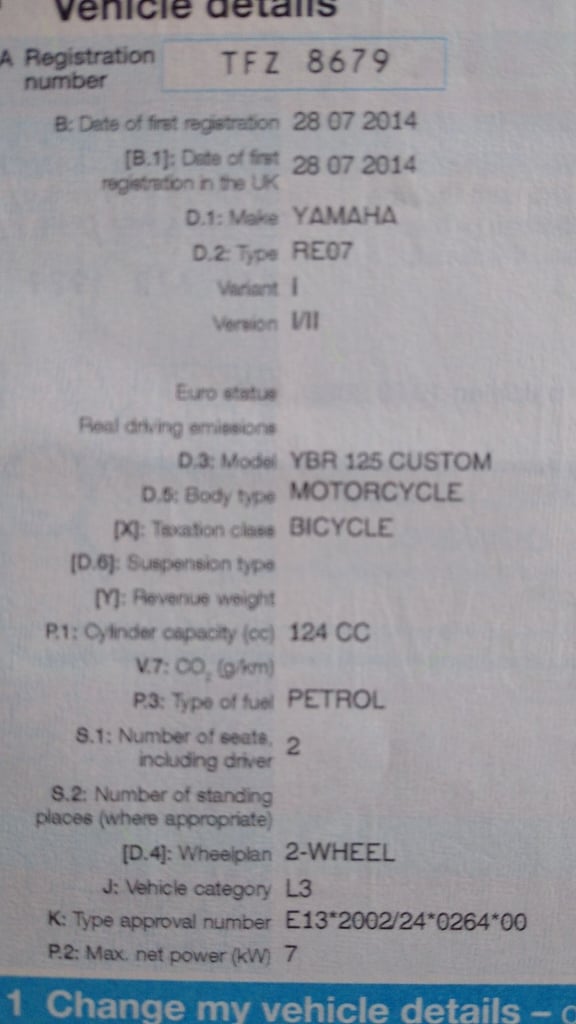 Vehicle details
A Registration number TFZ 8679
B: Date of first registration 28 07 2014
[B.1]: Date of first
registration in the UK 28 07 2014
D.1: Make YAMAHA
D.2: Type RE07
Variant I
Version I/II
Euro status
Real driving emissions
D.3: Model YBR 125 CUSTOM
D.5: Body type MOTORCYCLE
[X]: Taxation class BICYCLE
[D.6]: Suspension type
[Y]: Revenue weight
P.1: Cylinder capacity (cc) 124 CC
V.7: CO2 (g/km)
P.3: Type of fuel PETROL
S.1: Number of seats,
including driver 2
S.2: Number of standing
places (where appropriate)
[D.4]: Wheelplan 2-WHEEL
J: Vehicle category L3
K: Type approval number E13*2002/24*0264*00
P.2: Max. net power (kW) 7
1 Change my vehicle details –